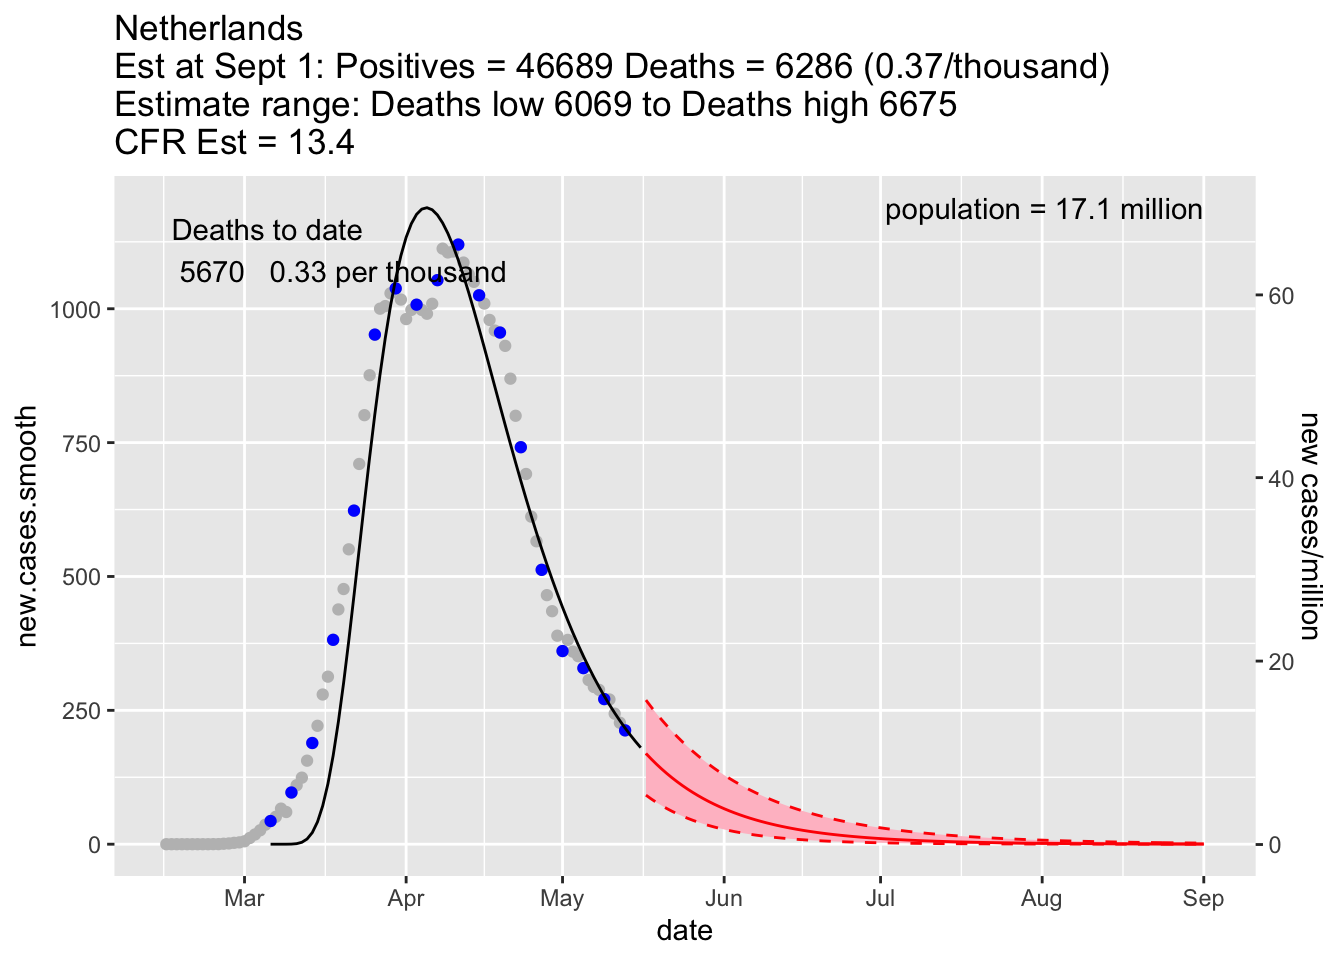 Netherlands
Est at Sept 1: Positives = 46689 Deaths = 6286 (0.37/thousand)
Estimate range: Deaths low 6069 to Deaths high 6675
CFR Est = 13.4
population = 17.1 million
Deaths to date
5670 0.33 per thousand
new.cases.smooth
1000
750
500
250
0
60
40
20
0
new cases/million
Mar Apr May Jun Jul Aug Sep
date